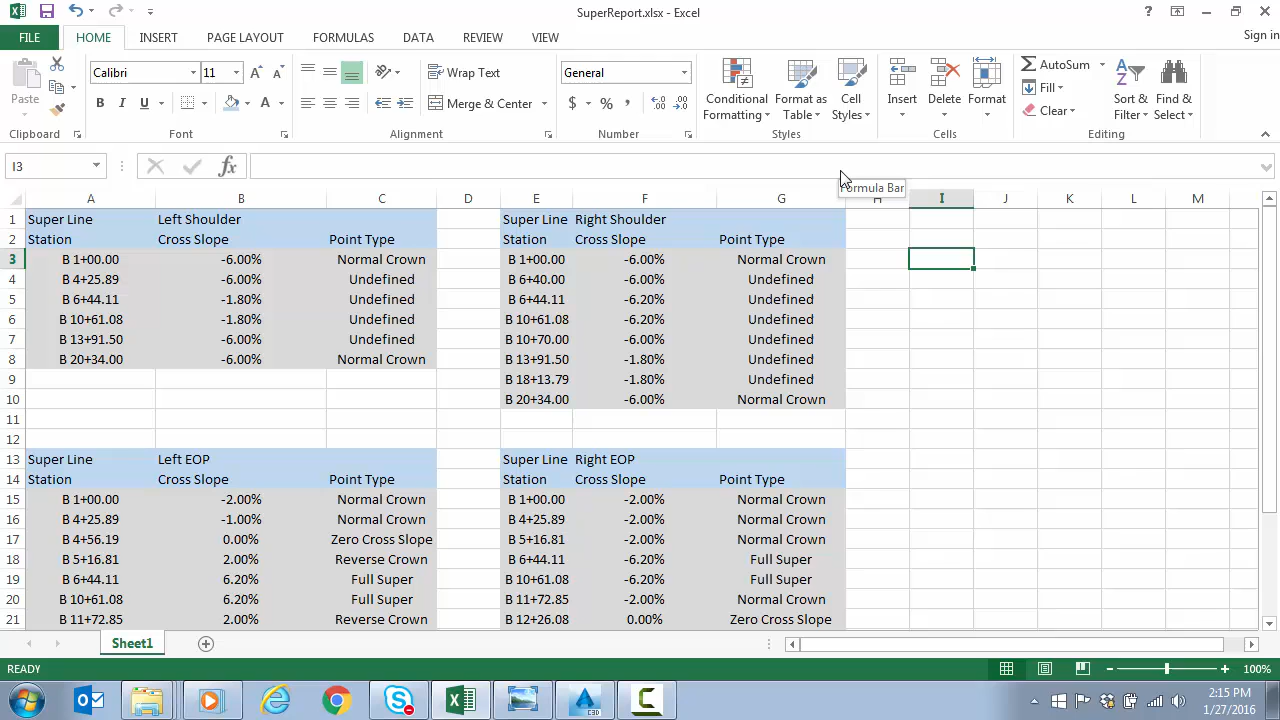 SuperReport.xlsx - Excel
?
FILE HOME INSERT PAGE LAYOUT FORMULAS DATA REVIEW VIEW Sign in
Calibri 11 Wrap Text General AutoSum
Paste Fill
B I U Merge & Center $ % , Conditional Formatting Format as Table Cell Styles Insert Delete Format Clear Sort & Filter Find & Select
Clipboard Font Alignment Number Styles Cells Editing
I3 fx
Formula Bar
A B C D E F G H I J K L M
1 Super Line Left Shoulder Super Line Right Shoulder
2 Station Cross Slope Point Type Station Cross Slope Point Type
3 B 1+00.00 -6.00% Normal Crown B 1+00.00 -6.00% Normal Crown
4 B 4+25.89 -6.00% Undefined B 6+40.00 -6.00% Undefined
5 B 6+44.11 -1.80% Undefined B 6+44.11 -6.20% Undefined
6 B 10+61.08 -1.80% Undefined B 10+61.08 -6.20% Undefined
7 B 13+91.50 -6.00% Undefined B 10+70.00 -6.00% Undefined
8 B 20+34.00 -6.00% Normal Crown B 13+91.50 -1.80% Undefined
9 B 18+13.79 -1.80% Undefined
10 B 20+34.00 -6.00% Normal Crown
11
12
13 Super Line Left EOP Super Line Right EOP
14 Station Cross Slope Point Type Station Cross Slope Point Type
15 B 1+00.00 -2.00% Normal Crown B 1+00.00 -2.00% Normal Crown
16 B 4+25.89 -1.00% Normal Crown B 4+25.89 -2.00% Normal Crown
17 B 4+56.19 0.00% Zero Cross Slope B 5+16.81 -2.00% Normal Crown
18 B 5+16.81 2.00% Reverse Crown B 6+44.11 -6.20% Full Super
19 B 6+44.11 6.20% Full Super B 10+61.08 -6.20% Full Super
20 B 10+61.08 6.20% Full Super B 11+72.85 -2.00% Normal Crown
21 B 11+72.85 2.00% Reverse Crown B 12+26.08 0.00% Zero Cross Slope
Sheet1
READY 100%
2:15 PM
1/27/2016